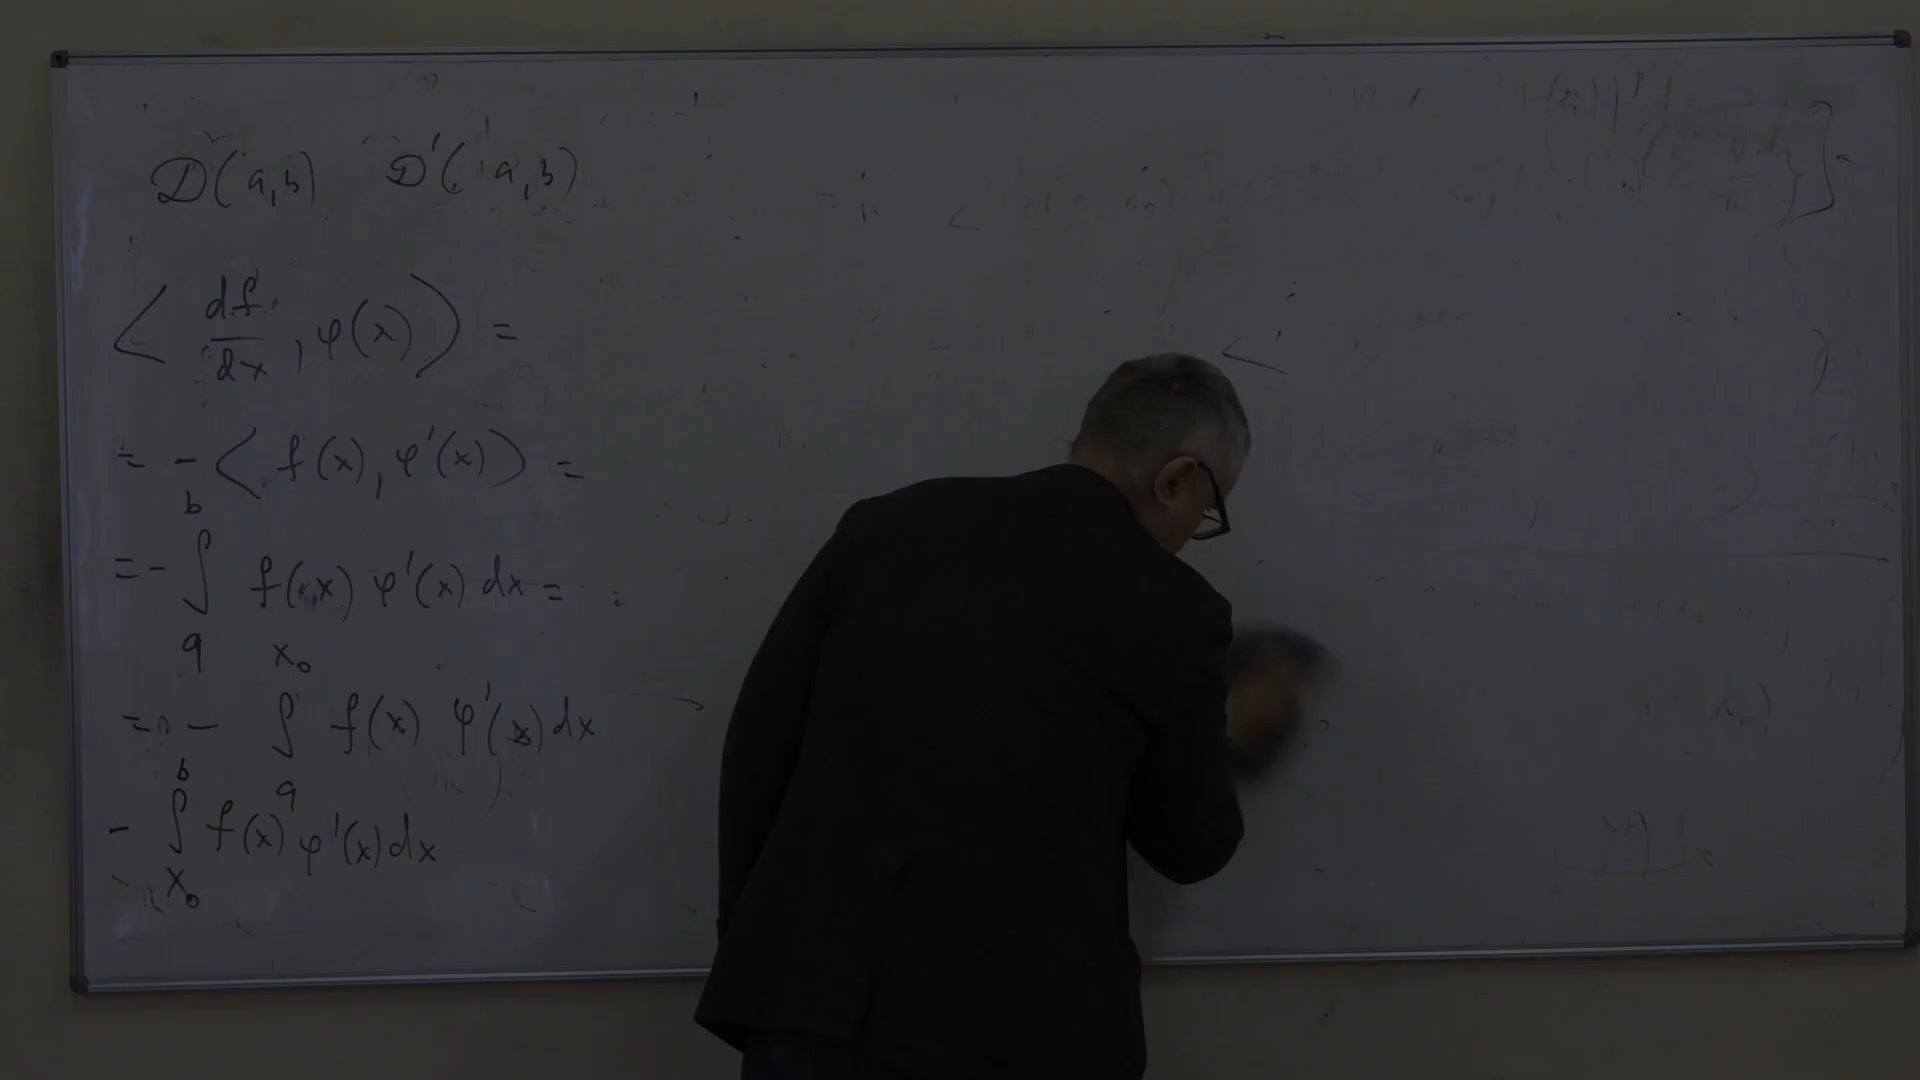 D(a,b) D'(a,b)
< df/dx , φ(x) > =
= - < f(x), φ'(x) > =
= - ∫_a^b f(x) φ'(x) dx =
= - ∫_a^{x₀} f(x) φ'(x) dx
- ∫_{x₀}^b f(x) φ'(x) dx